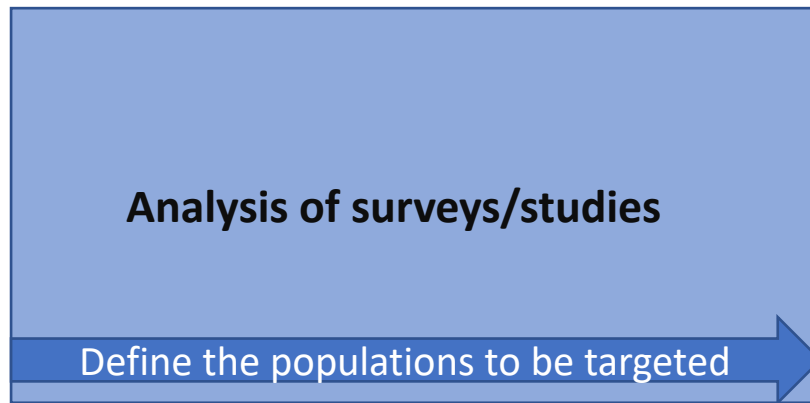 Analysis of surveys/studies
Define the populations to be targeted